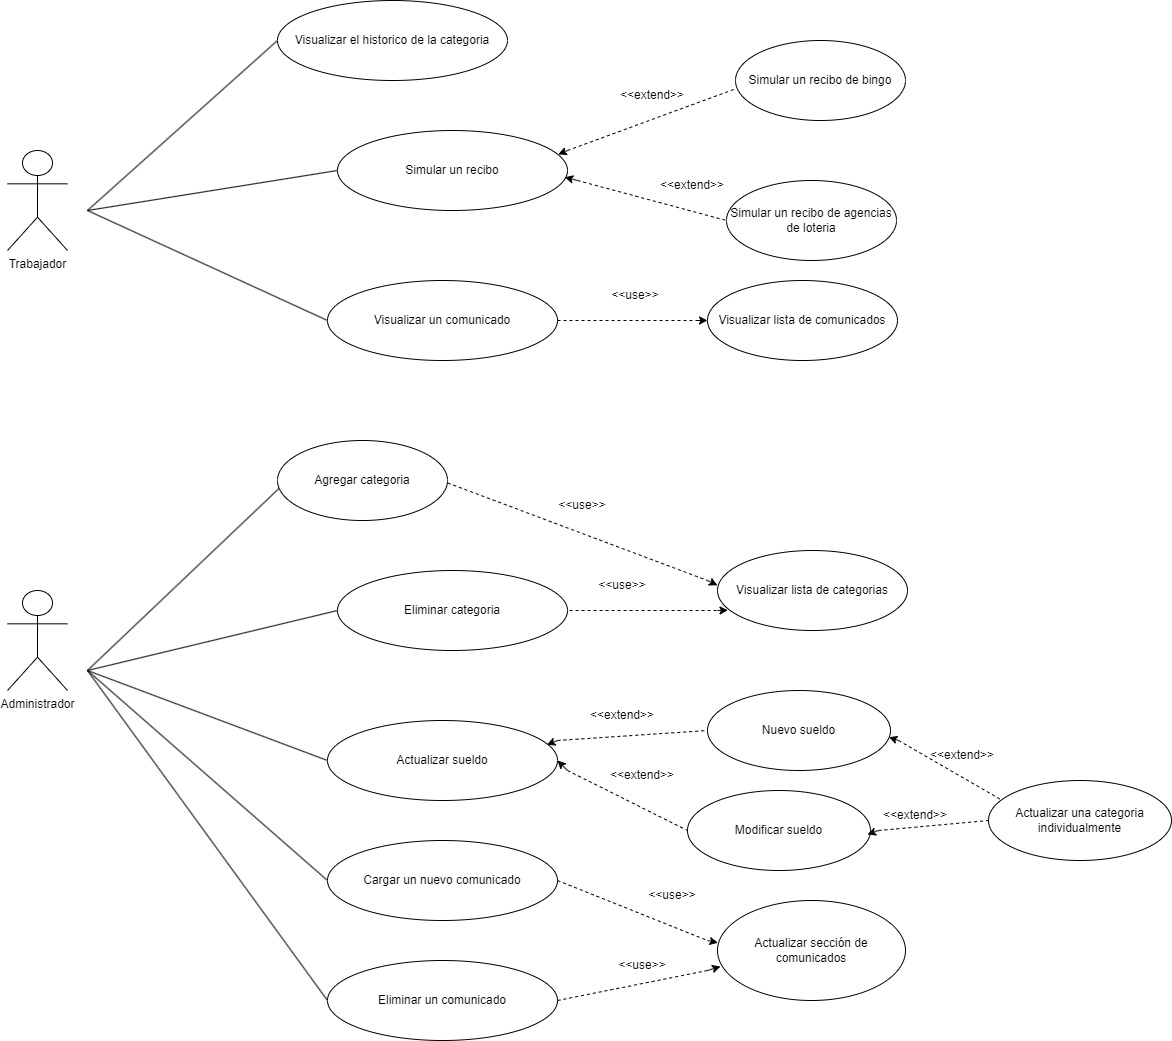 Visualizar el historico de la categoria
Simular un recibo de bingo
<<extend>>
Simular un recibo
<<extend>>
Simular un recibo de agencias
de loteria
Trabajador
<<use>>
Visualizar un comunicado
Visualizar lista de comunicados
Agregar categoria
<<use>>
<<use>>
Visualizar lista de categorias
Eliminar categoria
Administrador
<<extend>>
Nuevo sueldo
<<extend>>
Actualizar sueldo
<<extend>>
Actualizar una categoria
individualmente
<<extend>>
Modificar sueldo
Cargar un nuevo comunicado
<<use>>
Actualizar sección de
comunicados
<<use>>
Eliminar un comunicado